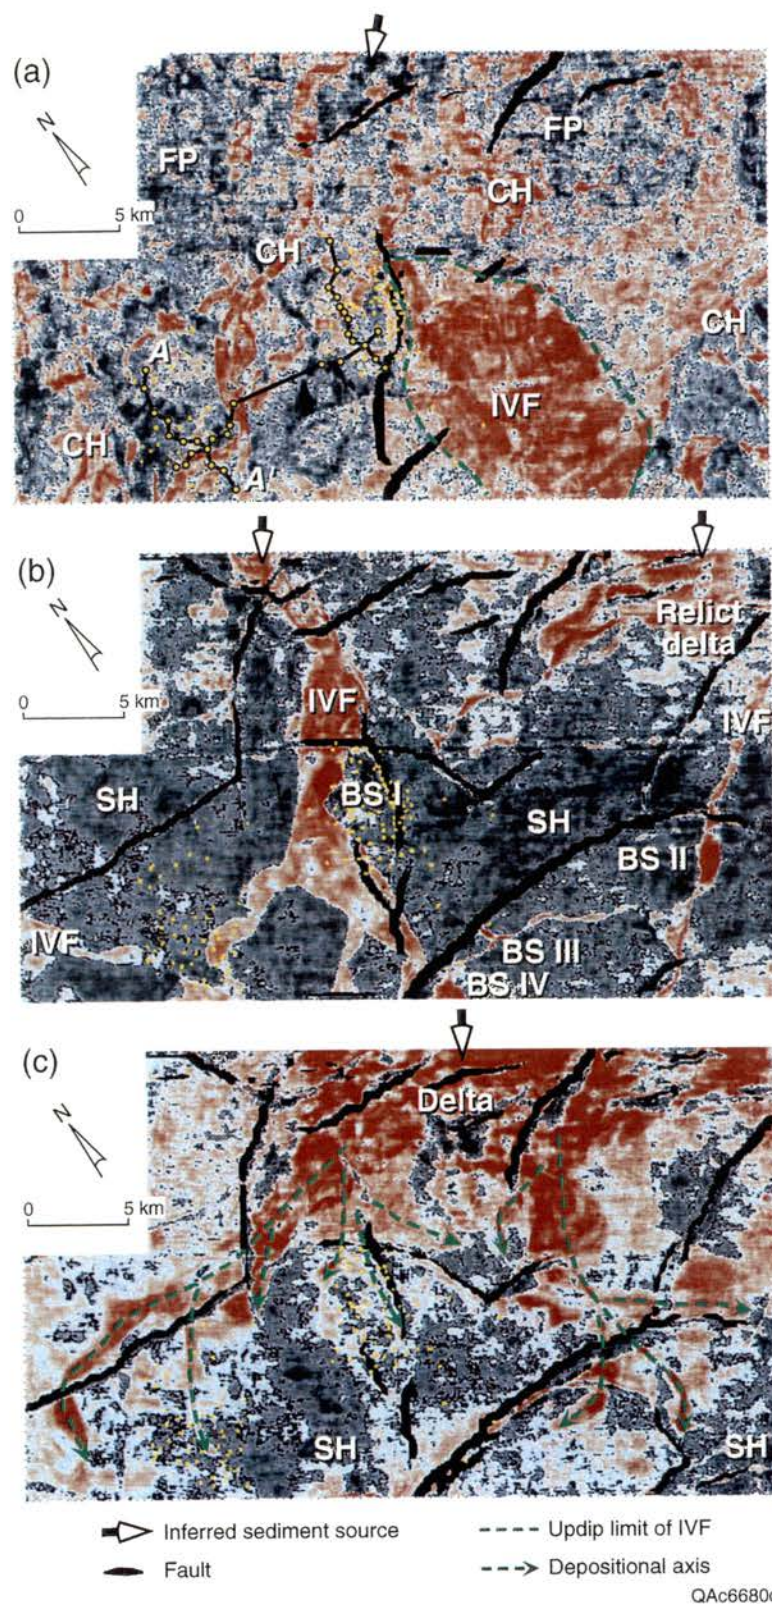 (a)
N
0 5 km
FP
FP
CH
CH
CH
A
IVF
CH
A'
(b)
N
0 5 km
Relict
delta
IVF
IVF
SH
BS I
SH
BS II
IVF
BS III
BS IV
(c)
N
0 5 km
Delta
SH
SH
Inferred sediment source
Updip limit of IVF
Fault
Depositional axis
QAc6680c